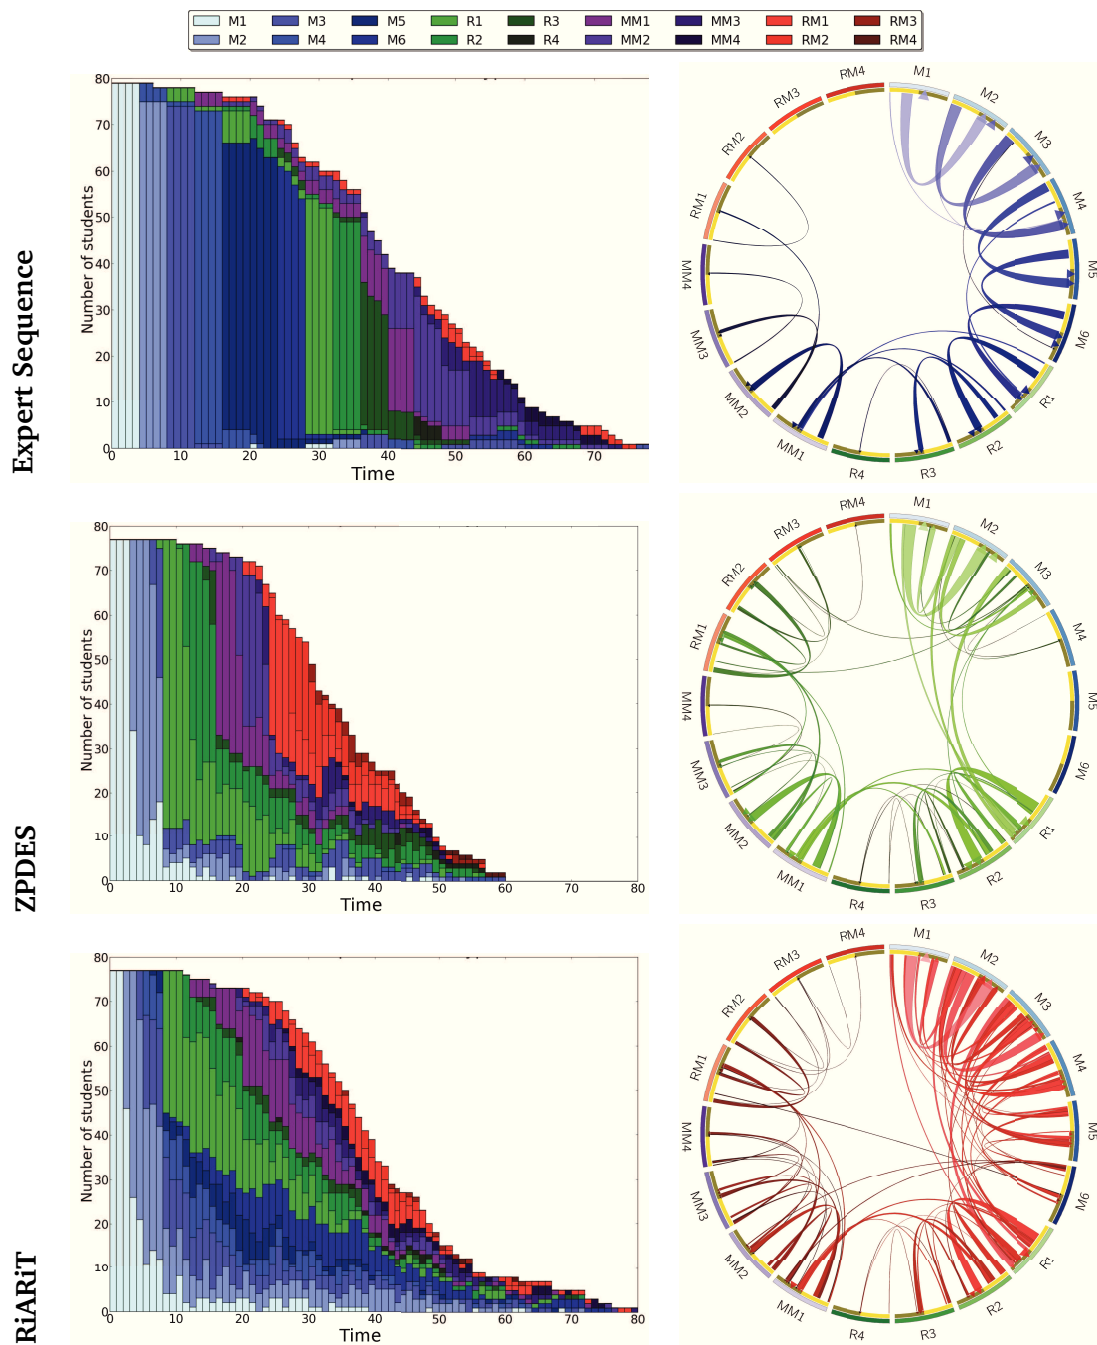 M1 M3 M5 R1 R3 MM1 MM3 RM1 RM3
M2 M4 M6 R2 R4 MM2 MM4 RM2 RM4
Expert Sequence
Number of students
80
70
60
50
40
30
20
10
0
0 10 20 30 40 50 60 70
Time
M1
M2
M3
M4
M5
M6
R1
R2
R3
R4
MM1
MM2
MM3
MM4
RM1
RM2
RM3
RM4
ZPDES
Number of students
80
70
60
50
40
30
20
10
0
0 10 20 30 40 50 60 70 80
Time
M1
M2
M3
M4
M5
M6
R1
R2
R3
R4
MM1
MM2
MM3
MM4
RM1
RM2
RM3
RM4
RiARiT
Number of students
80
70
60
50
40
30
20
10
0
0 10 20 30 40 50 60 70 80
Time
M1
M2
M3
M4
M5
M6
R1
R2
R3
R4
MM1
MM2
MM3
MM4
RM1
RM2
RM3
RM4